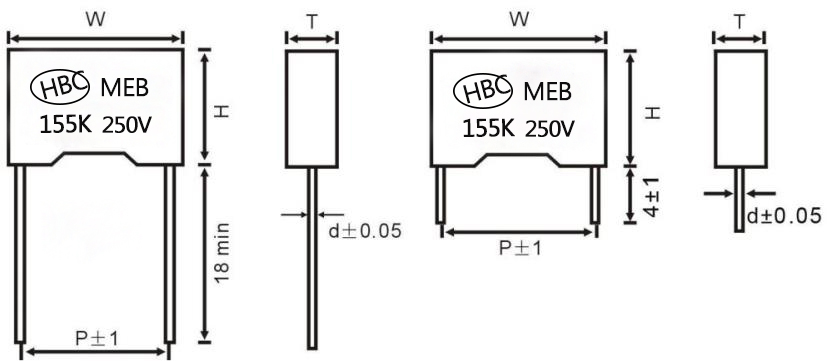 W
T
H
HBC MEB
155K 250V
18 min
d±0.05
P±1
W
T
H
HBC MEB
155K 250V
4±1
d±0.05
P±1